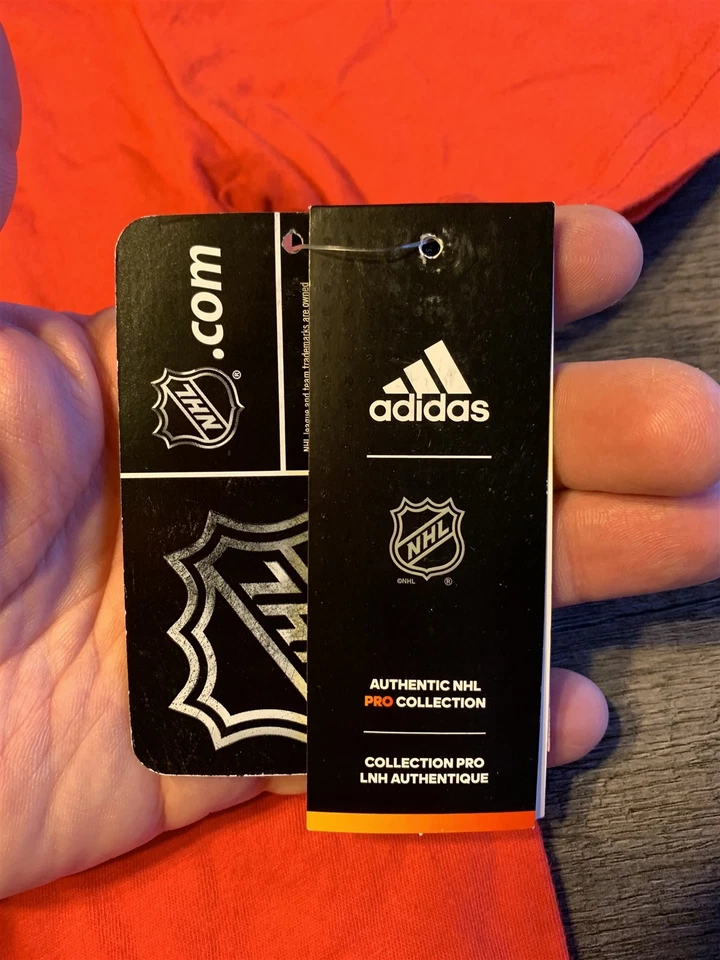 .com
NHL
®
NHL league and team trademarks are owned
NHL
adidas
NHL
©NHL ®
AUTHENTIC NHL
PRO COLLECTION
COLLECTION PRO
LNH AUTHENTIQUE